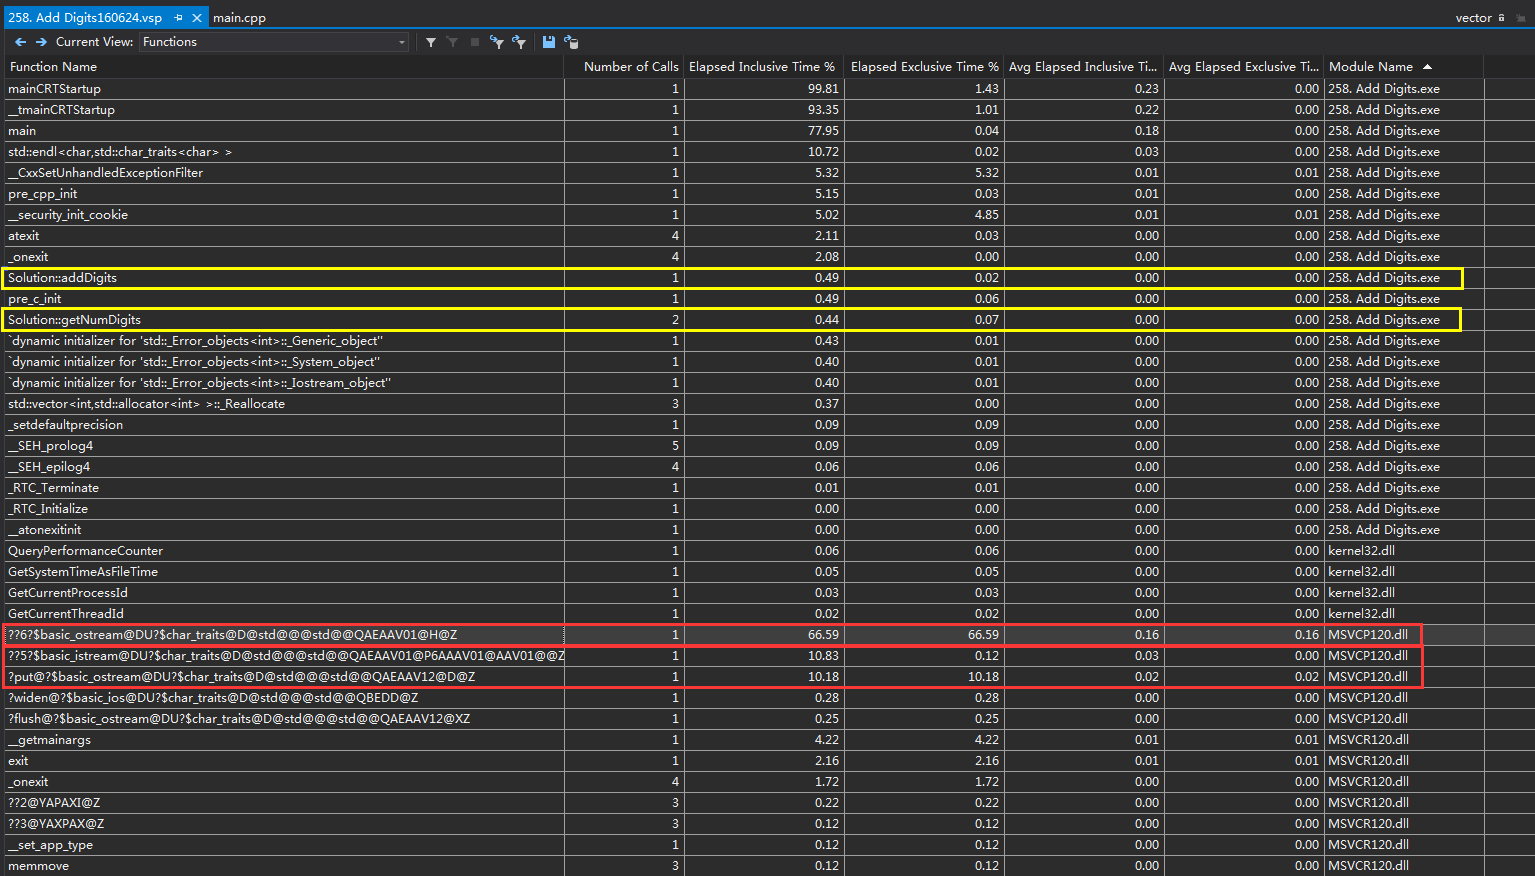 258. Add Digits160624.vsp main.cpp vector
Current View: Functions
Function Name Number of Calls Elapsed Inclusive Time % Elapsed Exclusive Time % Avg Elapsed Inclusive Ti... Avg Elapsed Exclusive Ti... Module Name
mainCRTStartup 1 99.81 1.43 0.23 0.00 258. Add Digits.exe
__tmainCRTStartup 1 93.35 1.01 0.22 0.00 258. Add Digits.exe
main 1 77.95 0.04 0.18 0.00 258. Add Digits.exe
std::endl<char,std::char_traits<char> > 1 10.72 0.02 0.03 0.00 258. Add Digits.exe
__CxxSetUnhandledExceptionFilter 1 5.32 5.32 0.01 0.01 258. Add Digits.exe
pre_cpp_init 1 5.15 0.03 0.01 0.00 258. Add Digits.exe
__security_init_cookie 1 5.02 4.85 0.01 0.01 258. Add Digits.exe
atexit 4 2.11 0.03 0.00 0.00 258. Add Digits.exe
_onexit 4 2.08 0.00 0.00 0.00 258. Add Digits.exe
Solution::addDigits 1 0.49 0.02 0.00 0.00 258. Add Digits.exe
pre_c_init 1 0.49 0.06 0.00 0.00 258. Add Digits.exe
Solution::getNumDigits 2 0.44 0.07 0.00 0.00 258. Add Digits.exe
`dynamic initializer for 'std::_Error_objects<int>::_Generic_object'' 1 0.43 0.01 0.00 0.00 258. Add Digits.exe
`dynamic initializer for 'std::_Error_objects<int>::_System_object'' 1 0.40 0.01 0.00 0.00 258. Add Digits.exe
`dynamic initializer for 'std::_Error_objects<int>::_Iostream_object'' 1 0.40 0.01 0.00 0.00 258. Add Digits.exe
std::vector<int,std::allocator<int> >::_Reallocate 3 0.37 0.00 0.00 0.00 258. Add Digits.exe
_setdefaultprecision 1 0.09 0.09 0.00 0.00 258. Add Digits.exe
__SEH_prolog4 5 0.09 0.09 0.00 0.00 258. Add Digits.exe
__SEH_epilog4 4 0.06 0.06 0.00 0.00 258. Add Digits.exe
_RTC_Terminate 1 0.01 0.01 0.00 0.00 258. Add Digits.exe
_RTC_Initialize 1 0.00 0.00 0.00 0.00 258. Add Digits.exe
__atonexitinit 1 0.00 0.00 0.00 0.00 258. Add Digits.exe
QueryPerformanceCounter 1 0.06 0.06 0.00 0.00 kernel32.dll
GetSystemTimeAsFileTime 1 0.05 0.05 0.00 0.00 kernel32.dll
GetCurrentProcessId 1 0.03 0.03 0.00 0.00 kernel32.dll
GetCurrentThreadId 1 0.02 0.02 0.00 0.00 kernel32.dll
??6?$basic_ostream@DU?$char_traits@D@std@@@std@@QAEAAV01@H@Z 1 66.59 66.59 0.16 0.16 MSVCP120.dll
??5?$basic_istream@DU?$char_traits@D@std@@@std@@QAEAAV01@P6AAAV01@AAV01@@Z 1 10.83 0.12 0.03 0.00 MSVCP120.dll
?put@?$basic_ostream@DU?$char_traits@D@std@@@std@@QAEAAV12@D@Z 1 10.18 10.18 0.02 0.02 MSVCP120.dll
?widen@?$basic_ios@DU?$char_traits@D@std@@@std@@QBEDD@Z 1 0.28 0.28 0.00 0.00 MSVCP120.dll
?flush@?$basic_ostream@DU?$char_traits@D@std@@@std@@QAEAAV12@XZ 1 0.25 0.25 0.00 0.00 MSVCP120.dll
__getmainargs 1 4.22 4.22 0.01 0.01 MSVCR120.dll
exit 1 2.16 2.16 0.01 0.01 MSVCR120.dll
_onexit 4 1.72 1.72 0.00 0.00 MSVCR120.dll
??2@YAPAXI@Z 3 0.22 0.22 0.00 0.00 MSVCR120.dll
??3@YAXPAX@Z 3 0.12 0.12 0.00 0.00 MSVCR120.dll
__set_app_type 1 0.12 0.12 0.00 0.00 MSVCR120.dll
memmove 3 0.12 0.12 0.00 0.00 MSVCR120.dll